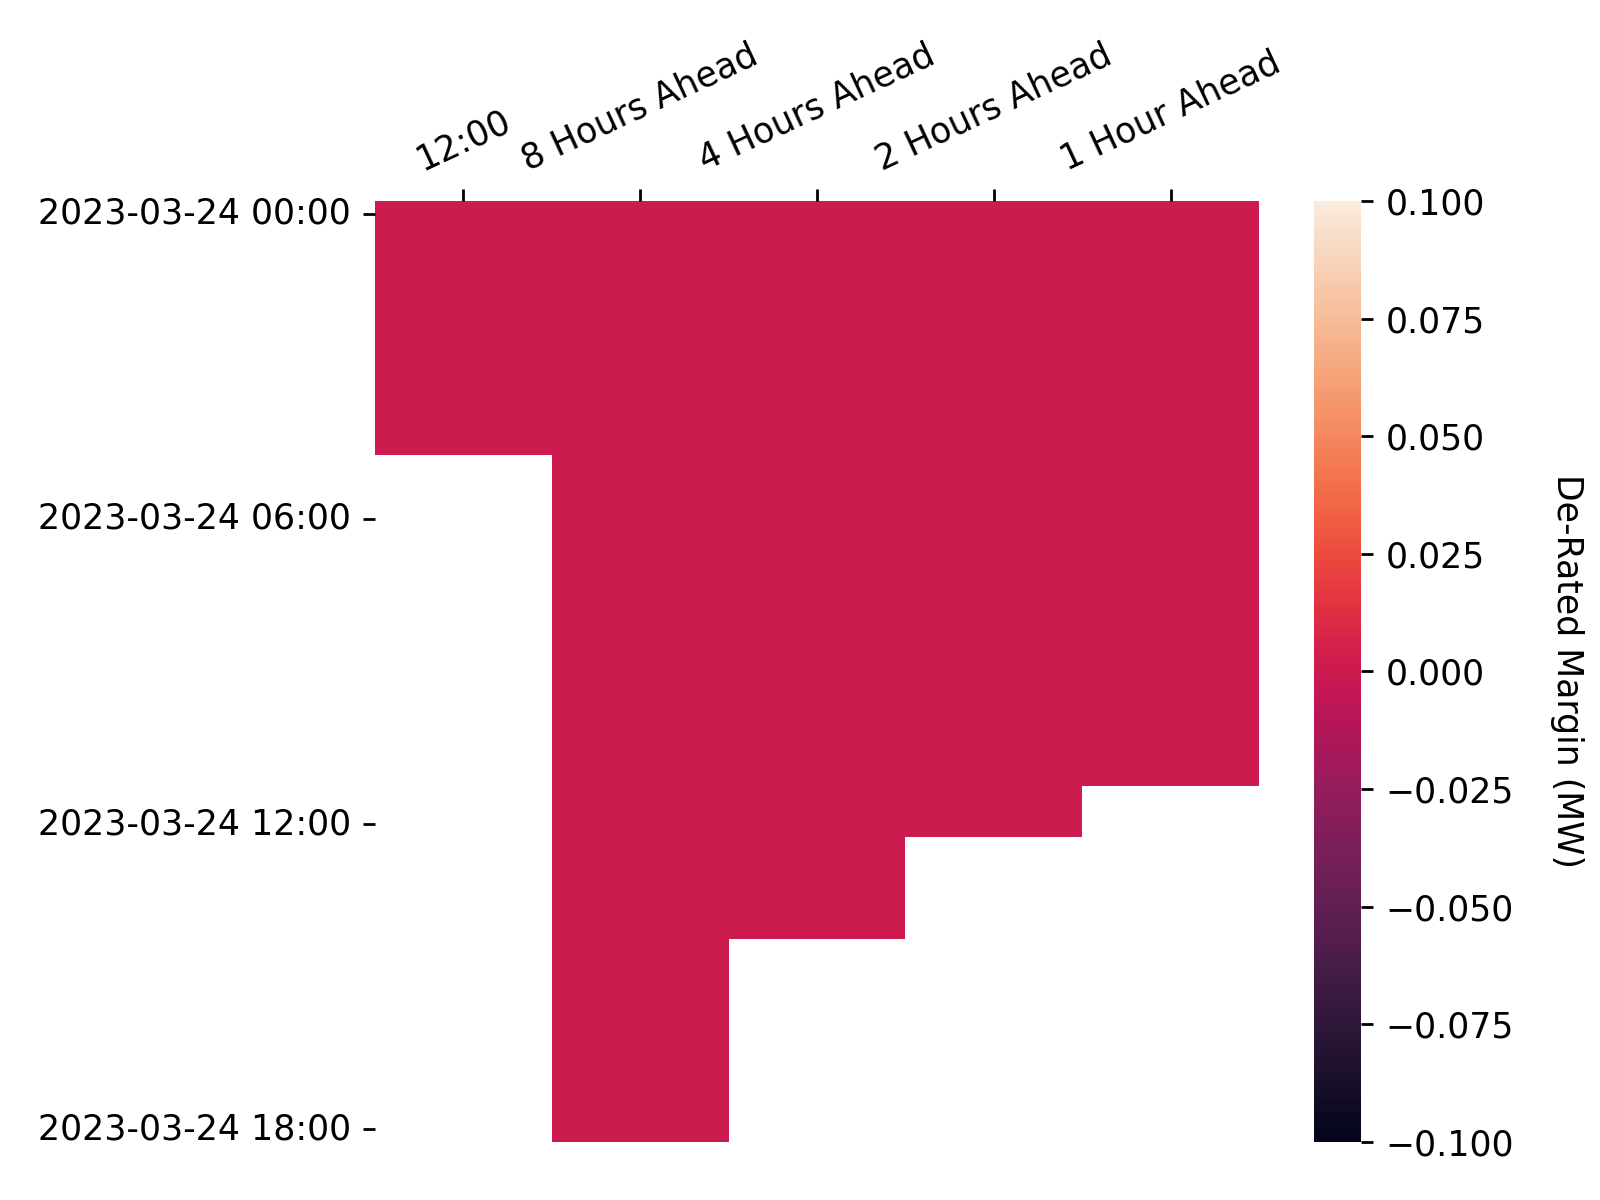 12:00
8 Hours Ahead
4 Hours Ahead
2 Hours Ahead
1 Hour Ahead
2023-03-24 00:00
2023-03-24 06:00
2023-03-24 12:00
2023-03-24 18:00
0.100
0.075
0.050
0.025
0.000
−0.025
−0.050
−0.075
−0.100
De-Rated Margin (MW)